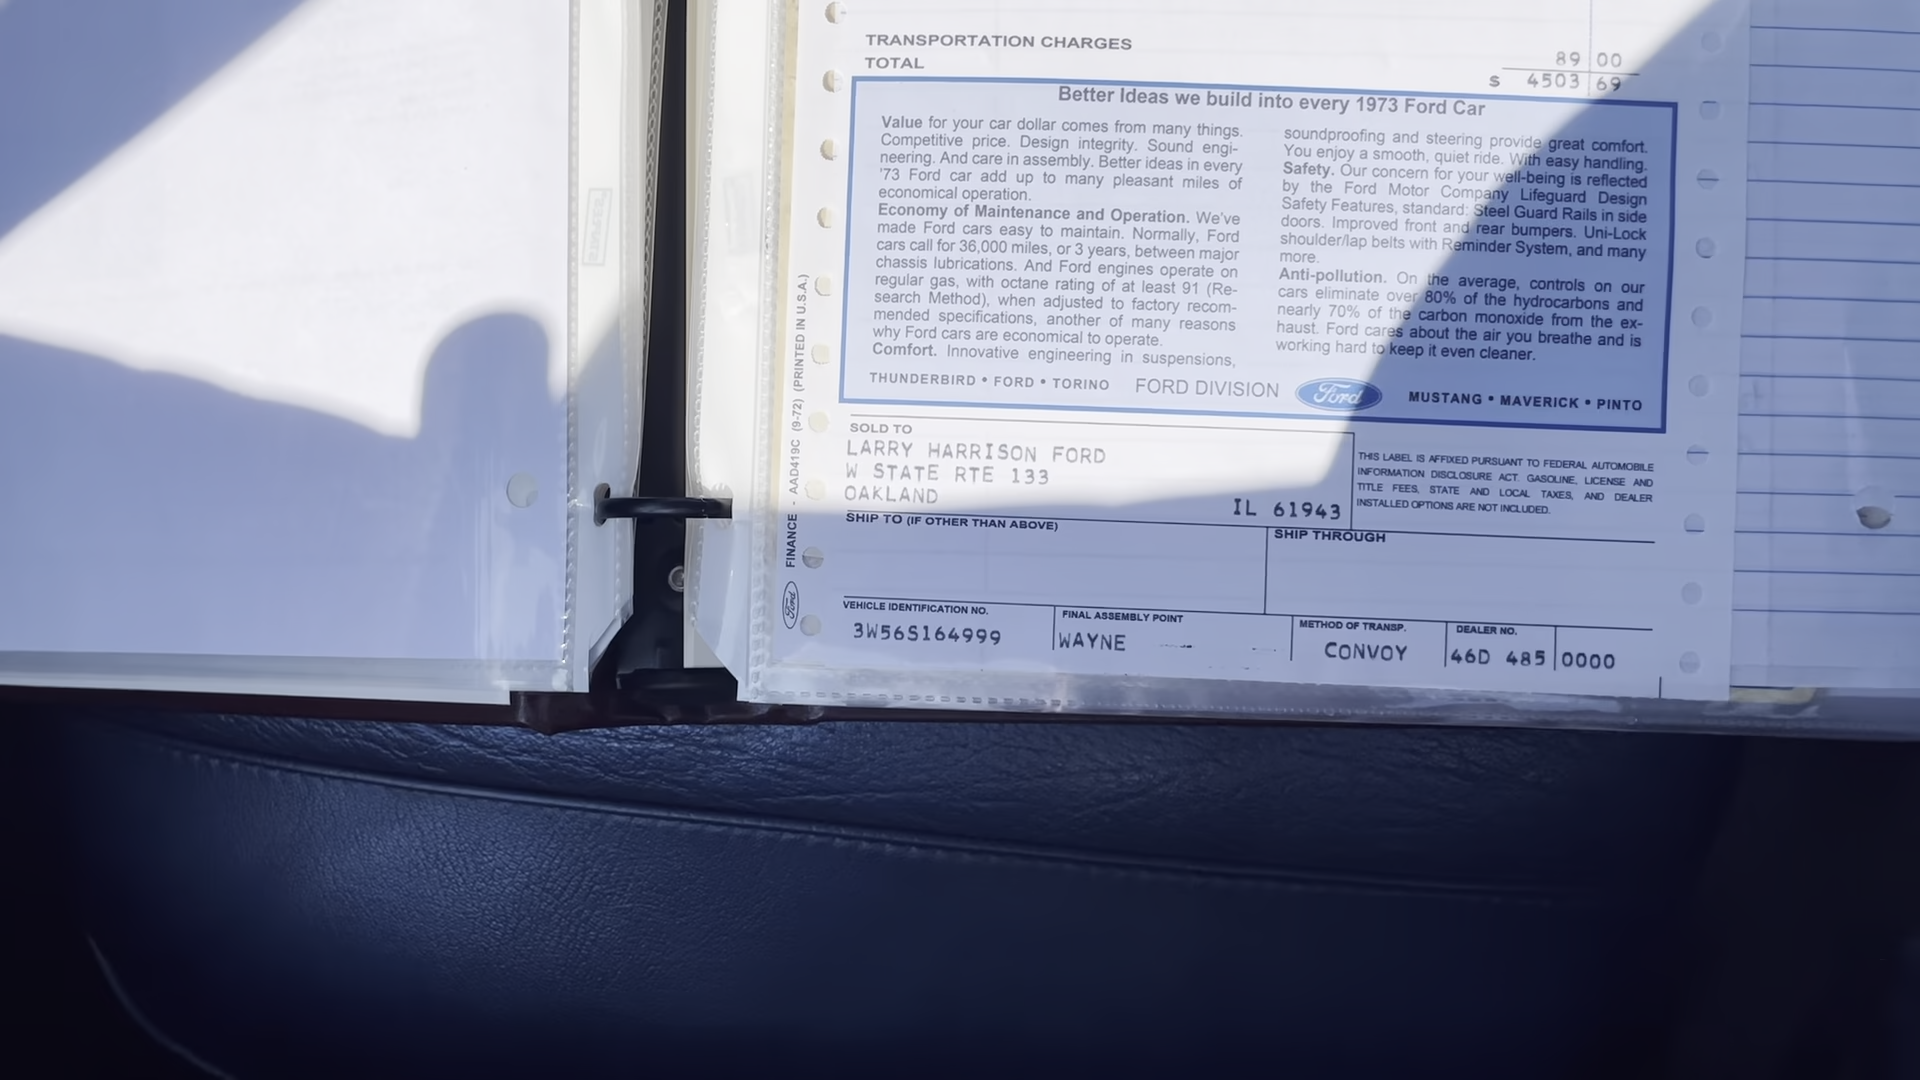 TRANSPORTATION CHARGES 89 00
TOTAL $ 4503 69
Better Ideas we build into every 1973 Ford Car
Value for your car dollar comes from many things.
Competitive price. Design integrity. Sound engi-
neering. And care in assembly. Better ideas in every
'73 Ford car add up to many pleasant miles of
economical operation.
Economy of Maintenance and Operation. We've
made Ford cars easy to maintain. Normally, Ford
cars call for 36,000 miles, or 3 years, between major
chassis lubrications. And Ford engines operate on
regular gas, with octane rating of at least 91 (Re-
search Method), when adjusted to factory recom-
mended specifications, another of many reasons
why Ford cars are economical to operate.
Comfort. Innovative engineering in suspensions,
soundproofing and steering provide great comfort.
You enjoy a smooth, quiet ride. With easy handling.
Safety. Our concern for your well-being is reflected
by the Ford Motor Company Lifeguard Design
Safety Features, standard: Steel Guard Rails in side
doors. Improved front and rear bumpers. Uni-Lock
shoulder/lap belts with Reminder System, and many
more.
Anti-pollution. On the average, controls on our
cars eliminate over 80% of the hydrocarbons and
nearly 70% of the carbon monoxide from the ex-
haust. Ford cares about the air you breathe and is
working hard to keep it even cleaner.
THUNDERBIRD • FORD • TORINO FORD DIVISION Ford MUSTANG • MAVERICK • PINTO
SOLD TO
LARRY HARRISON FORD
W STATE RTE 133
OAKLAND IL 61943
THIS LABEL IS AFFIXED PURSUANT TO FEDERAL AUTOMOBILE
INFORMATION DISCLOSURE ACT. GASOLINE, LICENSE AND
TITLE FEES, STATE AND LOCAL TAXES, AND DEALER
INSTALLED OPTIONS ARE NOT INCLUDED.
SHIP TO (IF OTHER THAN ABOVE)
SHIP THROUGH
VEHICLE IDENTIFICATION NO.
3W56S164999
FINAL ASSEMBLY POINT
WAYNE
METHOD OF TRANSP.
CONVOY
DEALER NO.
46D 485 0000
Ford FINANCE - AAD419C (9-72) (PRINTED IN U.S.A.)